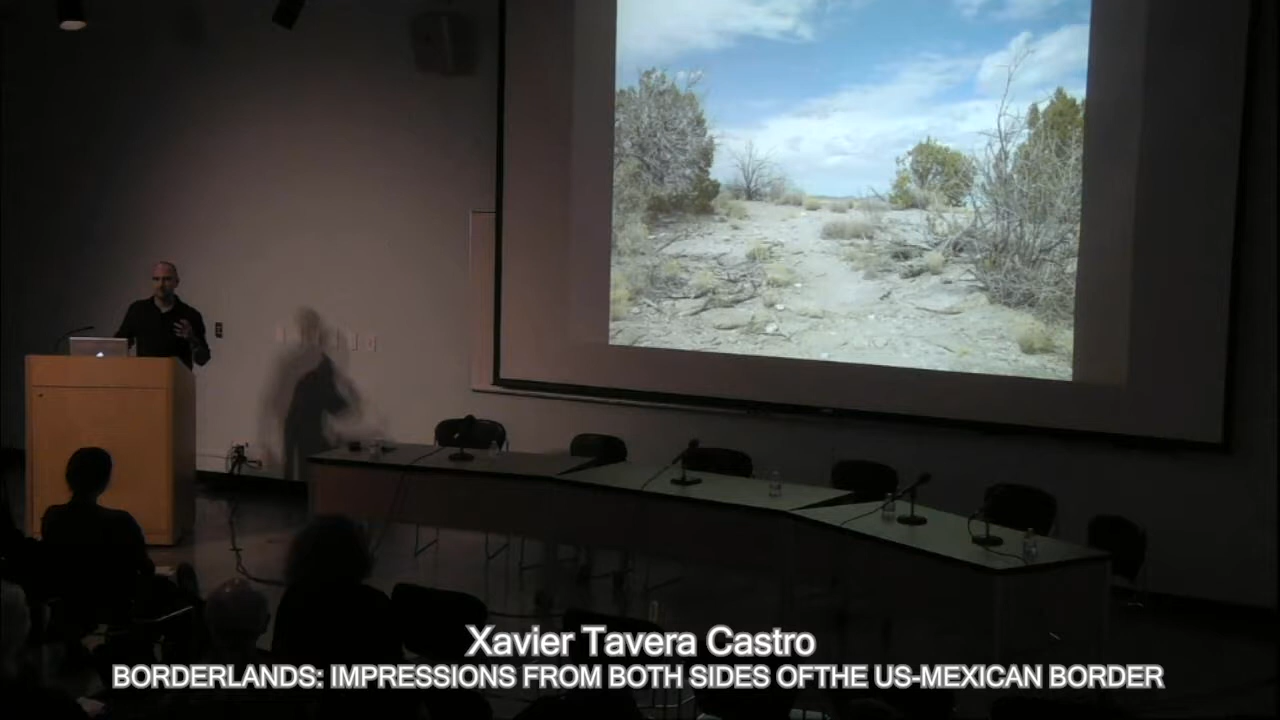 Xavier Tavera Castro
BORDERLANDS: IMPRESSIONS FROM BOTH SIDES OFTHE US-MEXICAN BORDER